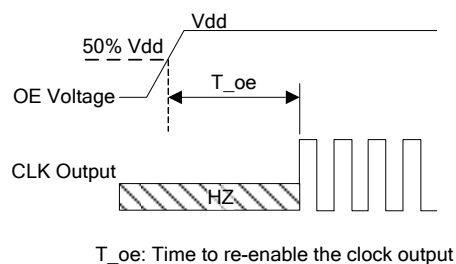 Vdd
50% Vdd
T_oe
OE Voltage
CLK Output
HZ
T_oe: Time to re-enable the clock output